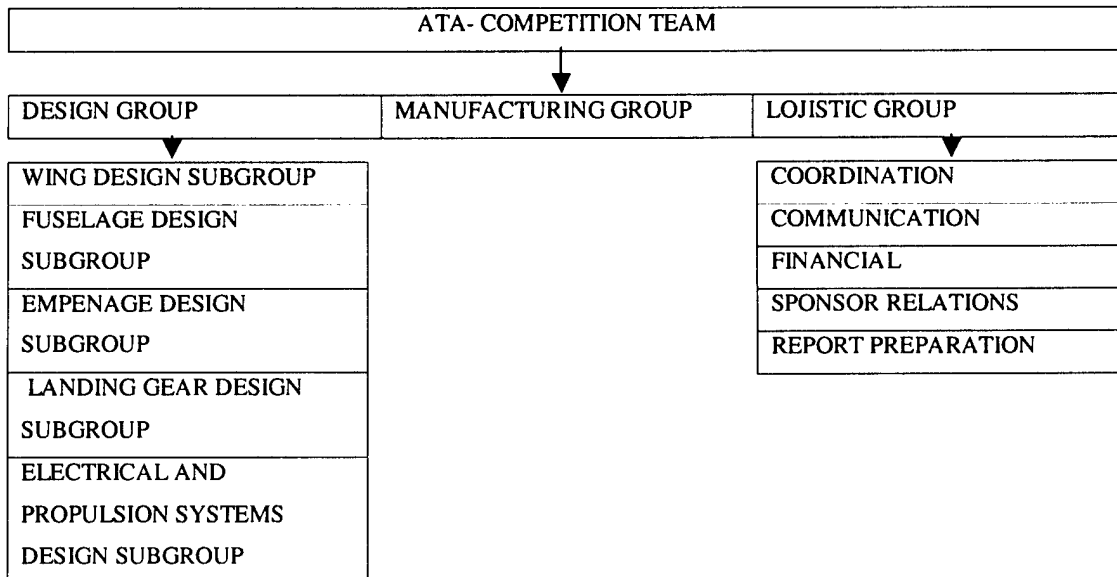 ATA- COMPETITION TEAM
DESIGN GROUP
MANUFACTURING GROUP
LOJISTIC GROUP
WING DESIGN SUBGROUP
FUSELAGE DESIGN
SUBGROUP
EMPENAGE DESIGN
SUBGROUP
LANDING GEAR DESIGN
SUBGROUP
ELECTRICAL AND
PROPULSION SYSTEMS
DESIGN SUBGROUP
COORDINATION
COMMUNICATION
FINANCIAL
SPONSOR RELATIONS
REPORT PREPARATION